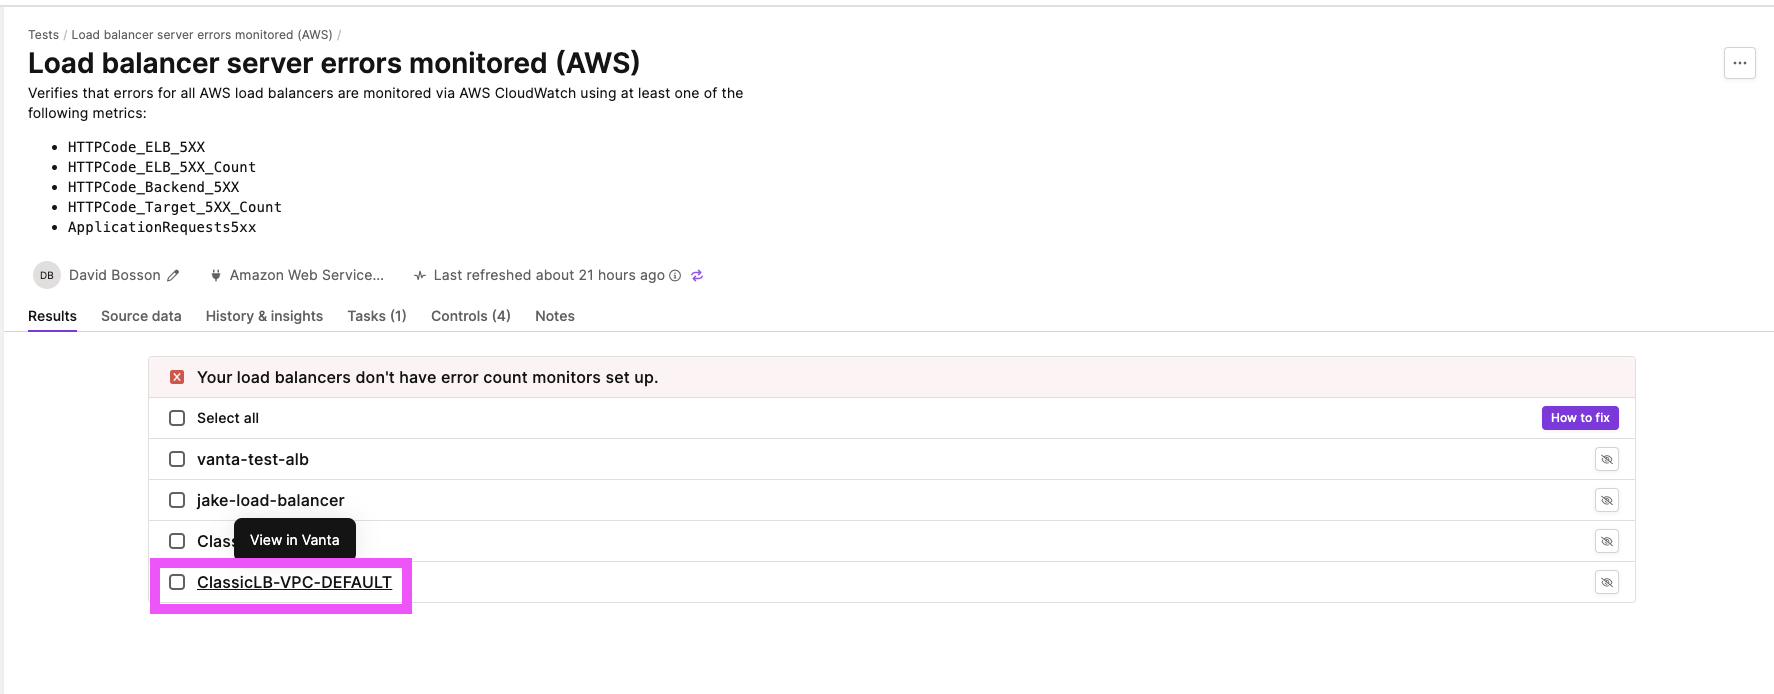 Tests / Load balancer server errors monitored (AWS) /
Load balancer server errors monitored (AWS)
Verifies that errors for all AWS load balancers are monitored via AWS CloudWatch using at least one of the
following metrics:
• HTTPCode_ELB_5XX
• HTTPCode_ELB_5XX_Count
• HTTPCode_Backend_5XX
• HTTPCode_Target_5XX_Count
• ApplicationRequests5xx
DB David Bosson Amazon Web Service... Last refreshed about 21 hours ago
Results Source data History & insights Tasks (1) Controls (4) Notes
Your load balancers don't have error count monitors set up.
Select all How to fix
vanta-test-alb
jake-load-balancer
View in Vanta
ClassicLB-VPC-DEFAULT